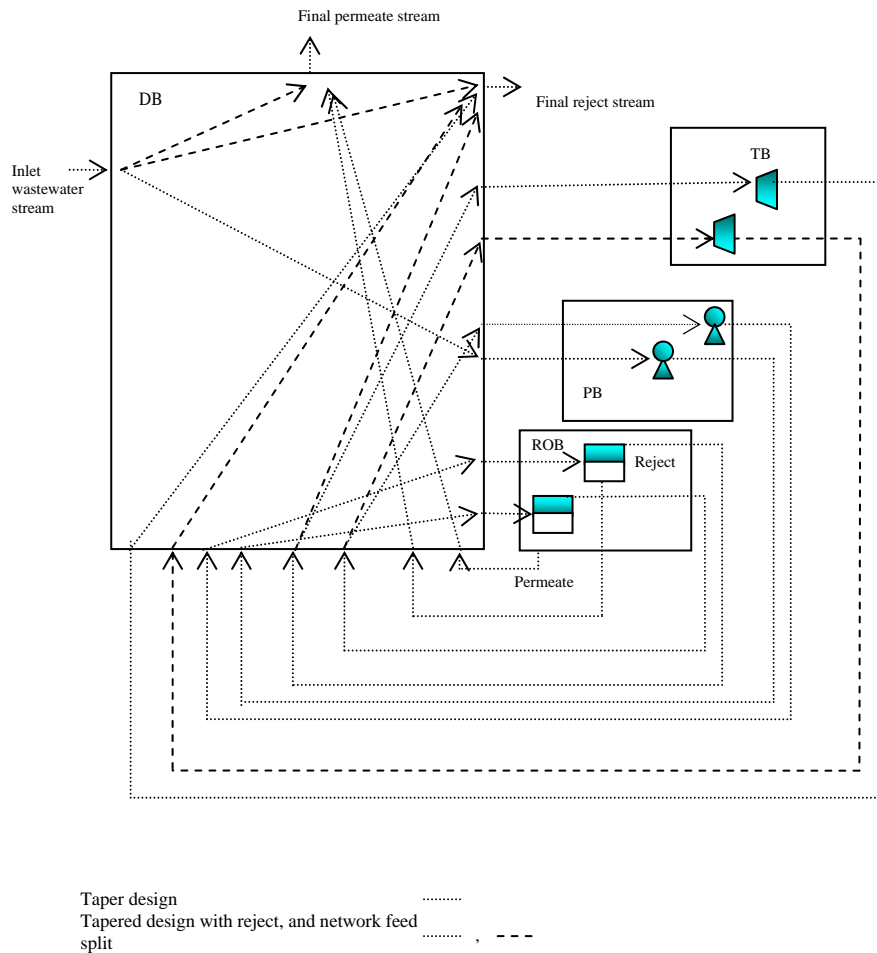 Final permeate stream
DB
Final reject stream
Inlet
wastewater
stream
TB
PB
ROB
Reject
Permeate
Taper design
Tapered design with reject, and network feed
split ,